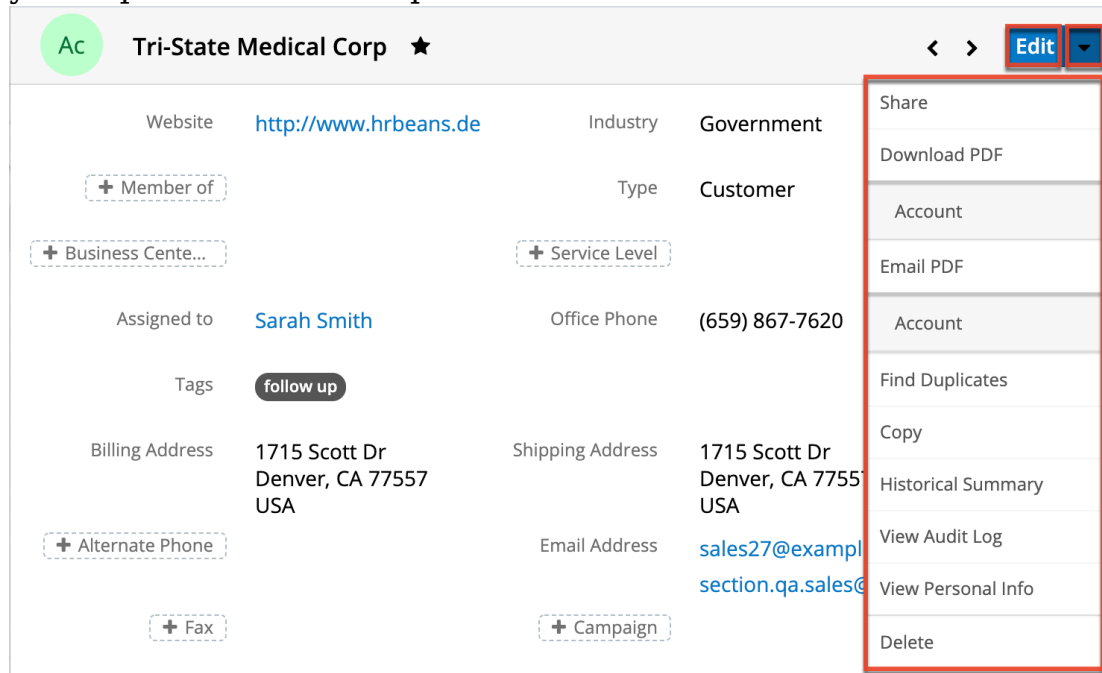 Ac Tri-State Medical Corp Edit
Website http://www.hrbeans.de Industry Government
+ Member of Type Customer
+ Business Cente... + Service Level
Assigned to Sarah Smith Office Phone (659) 867-7620
Tags follow up
Billing Address 1715 Scott Dr Shipping Address 1715 Scott Dr
Denver, CA 77557 Denver, CA 7755
USA USA
+ Alternate Phone Email Address sales27@exampl
section.qa.sales@
+ Fax + Campaign
Share
Download PDF
Account
Email PDF
Account
Find Duplicates
Copy
Historical Summary
View Audit Log
View Personal Info
Delete